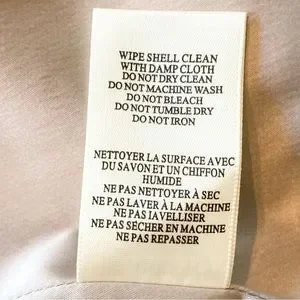 WIPE SHELL CLEAN
WITH DAMP CLOTH
DO NOT DRY CLEAN
DO NOT MACHINE WASH
DO NOT BLEACH
DO NOT TUMBLE DRY
DO NOT IRON
NETTOYER LA SURFACE AVEC
DU SAVON ET UN CHIFFON
HUMIDE
NE PAS NETTOYER À SEC
NE PAS LAVER À LA MACHINE
NE PAS IAVELLISER
NE PAS SÉCHER EN MACHINE
NE PAS REPASSER